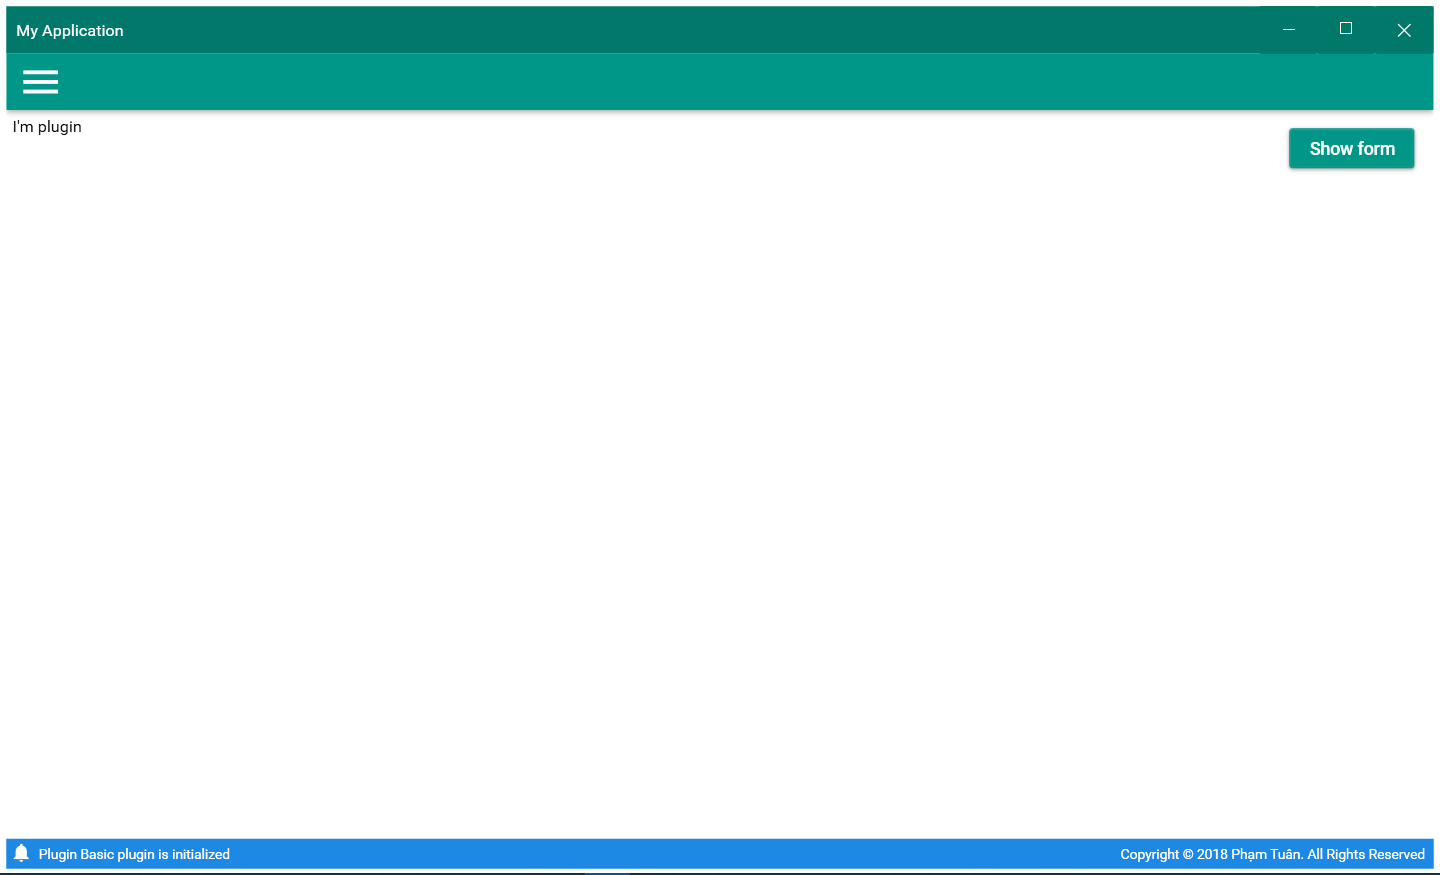 My Application
I'm plugin
Show form
Plugin Basic plugin is initialized
Copyright © 2018 Phạm Tuân. All Rights Reserved